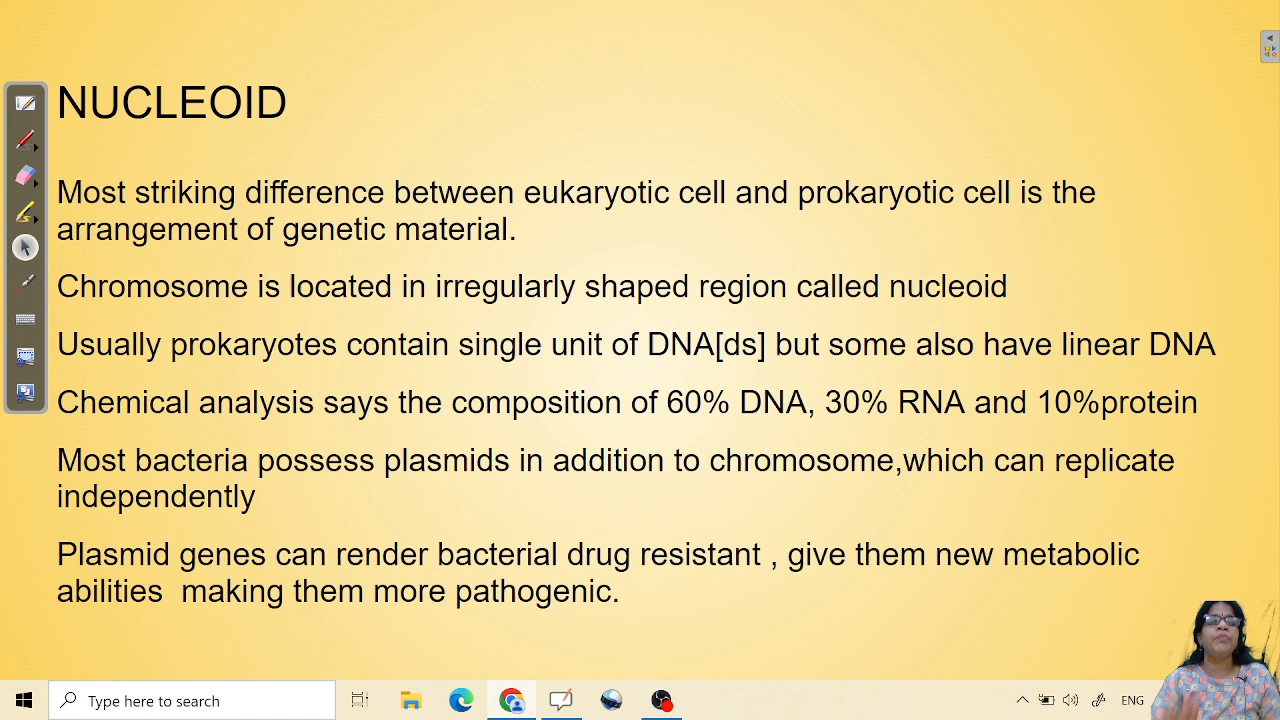 NUCLEOID
Most striking difference between eukaryotic cell and prokaryotic cell is the
arrangement of genetic material.
Chromosome is located in irregularly shaped region called nucleoid
Usually prokaryotes contain single unit of DNA[ds] but some also have linear DNA
Chemical analysis says the composition of 60% DNA, 30% RNA and 10%protein
Most bacteria possess plasmids in addition to chromosome,which can replicate
independently
Plasmid genes can render bacterial drug resistant , give them new metabolic
abilities  making them more pathogenic.
Type here to search
ENG